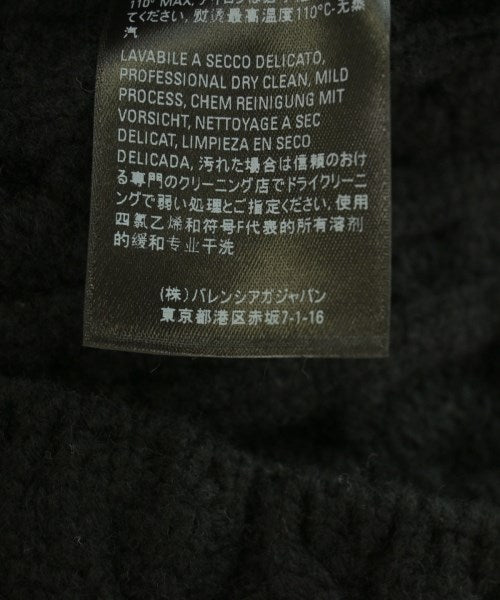 110° MAX,
てください, 熨烫最高温度110°C-无蒸
汽
LAVABILE A SECCO DELICATO,
PROFESSIONAL DRY CLEAN, MILD
PROCESS, CHEM REINIGUNG MIT
VORSICHT, NETTOYAGE A SEC
DELICAT, LIMPIEZA EN SECO
DELICADA, 汚れた場合は信頼のおけ
る専門のクリーニング店でドライクリーニ
ングで弱い処理とご指定ください, 使用
四氯乙烯和符号F代表的所有溶剂
的缓和专业干洗
(株)バレンシアガジャパン
東京都港区赤坂7-1-16